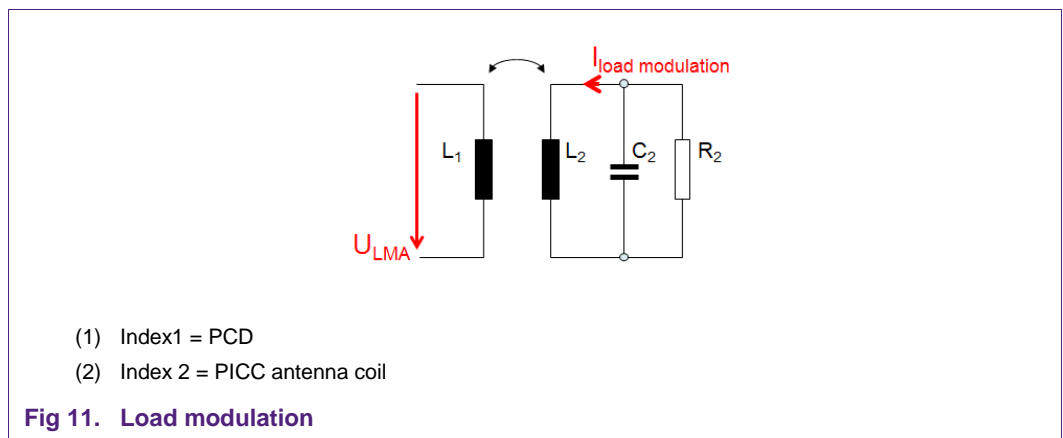 I load modulation
L1 L2 C2 R2
ULMA
(1) Index1 = PCD
(2) Index 2 = PICC antenna coil
Fig 11. Load modulation